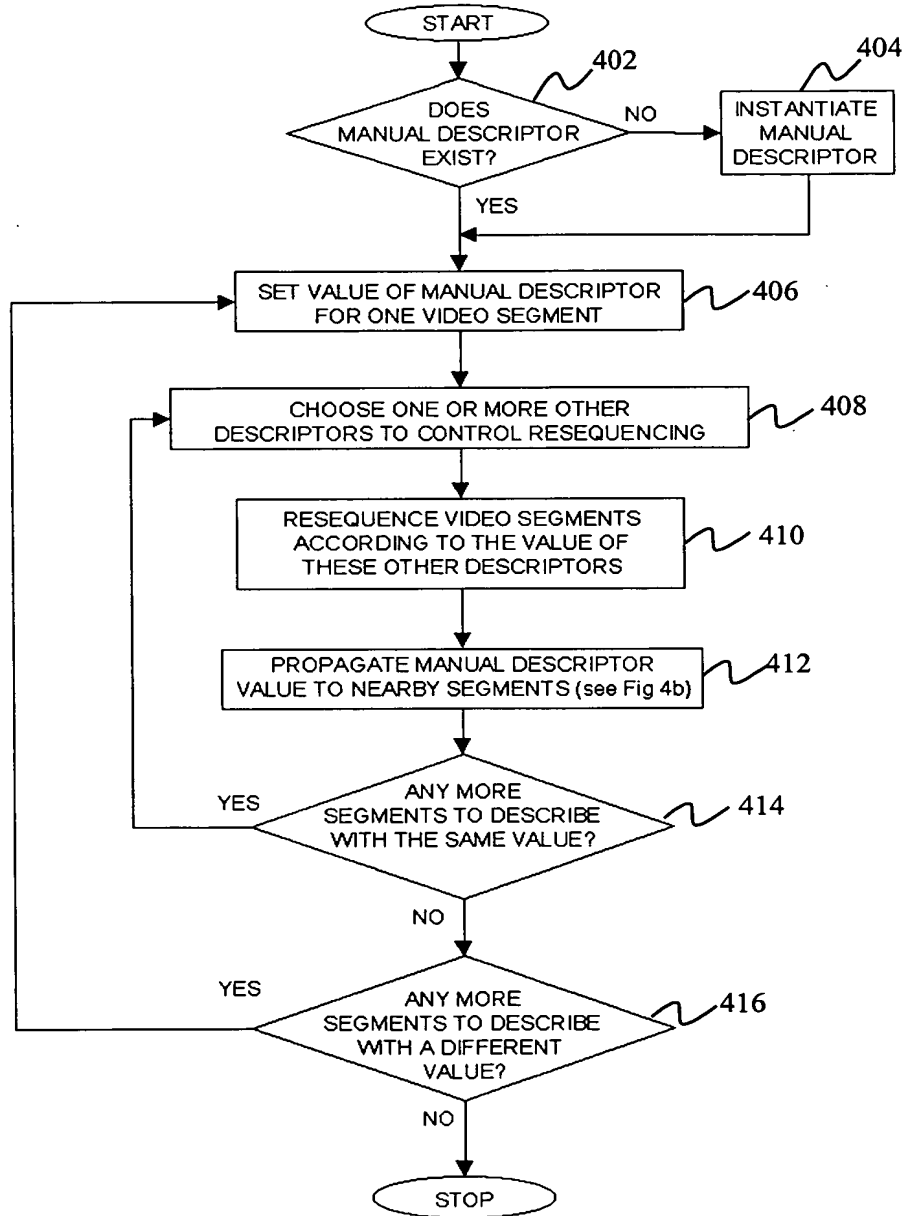 START
402
DOES
MANUAL DESCRIPTOR
EXIST?
NO
404
INSTANTIATE
MANUAL
DESCRIPTOR
YES
SET VALUE OF MANUAL DESCRIPTOR
FOR ONE VIDEO SEGMENT
406
CHOOSE ONE OR MORE OTHER
DESCRIPTORS TO CONTROL RESEQUENCING
408
RESEQUENCE VIDEO SEGMENTS
ACCORDING TO THE VALUE OF
THESE OTHER DESCRIPTORS
410
PROPAGATE MANUAL DESCRIPTOR
VALUE TO NEARBY SEGMENTS (see Fig 4b)
412
YES
ANY MORE
SEGMENTS TO DESCRIBE
WITH THE SAME VALUE?
414
NO
YES
ANY MORE
SEGMENTS TO DESCRIBE
WITH A DIFFERENT
VALUE?
416
NO
STOP